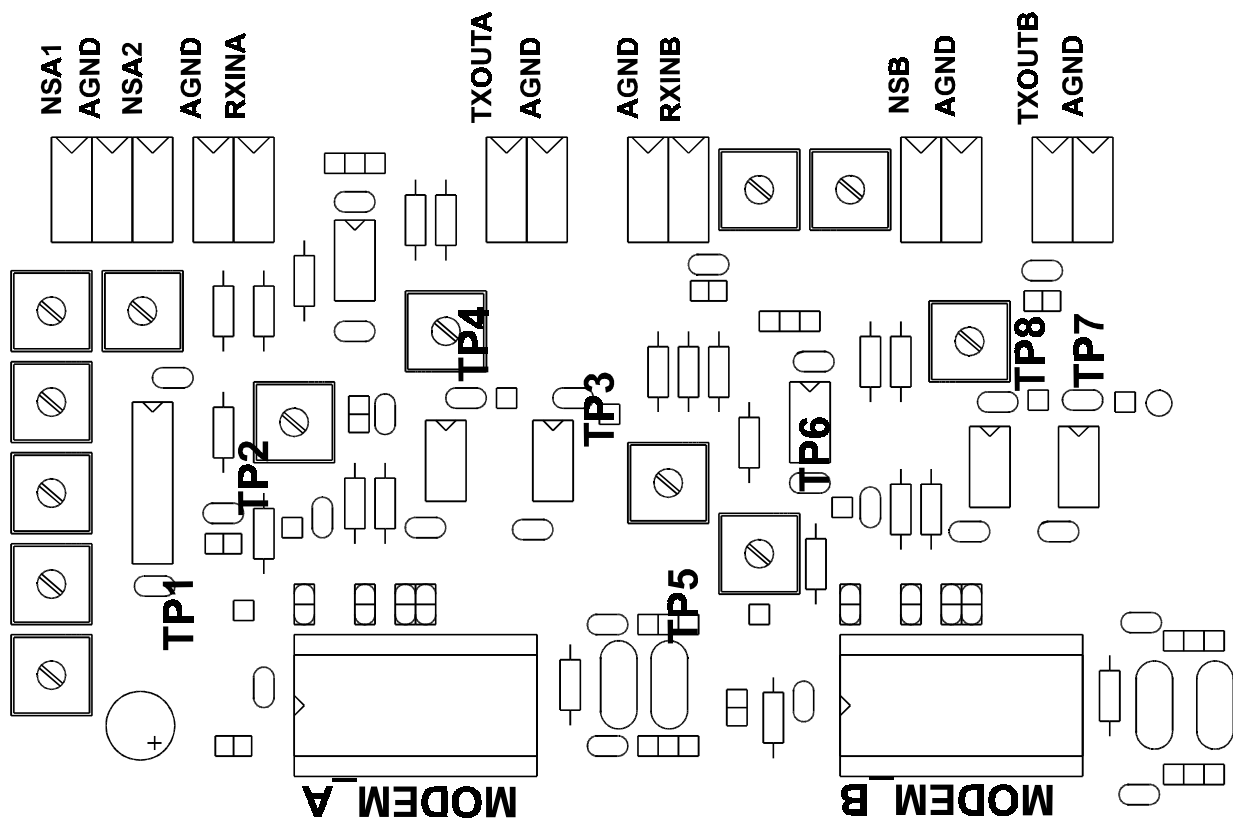 NSA1
AGND
NSA2
AGND
RXINA
TXOUTA
AGND
AGND
RXINB
NSB
AGND
TXOUTB
AGND
TP4
TP8
TP7
TP3
TP2
TP6
TP1
TP5
MODEM_A
MODEM_B